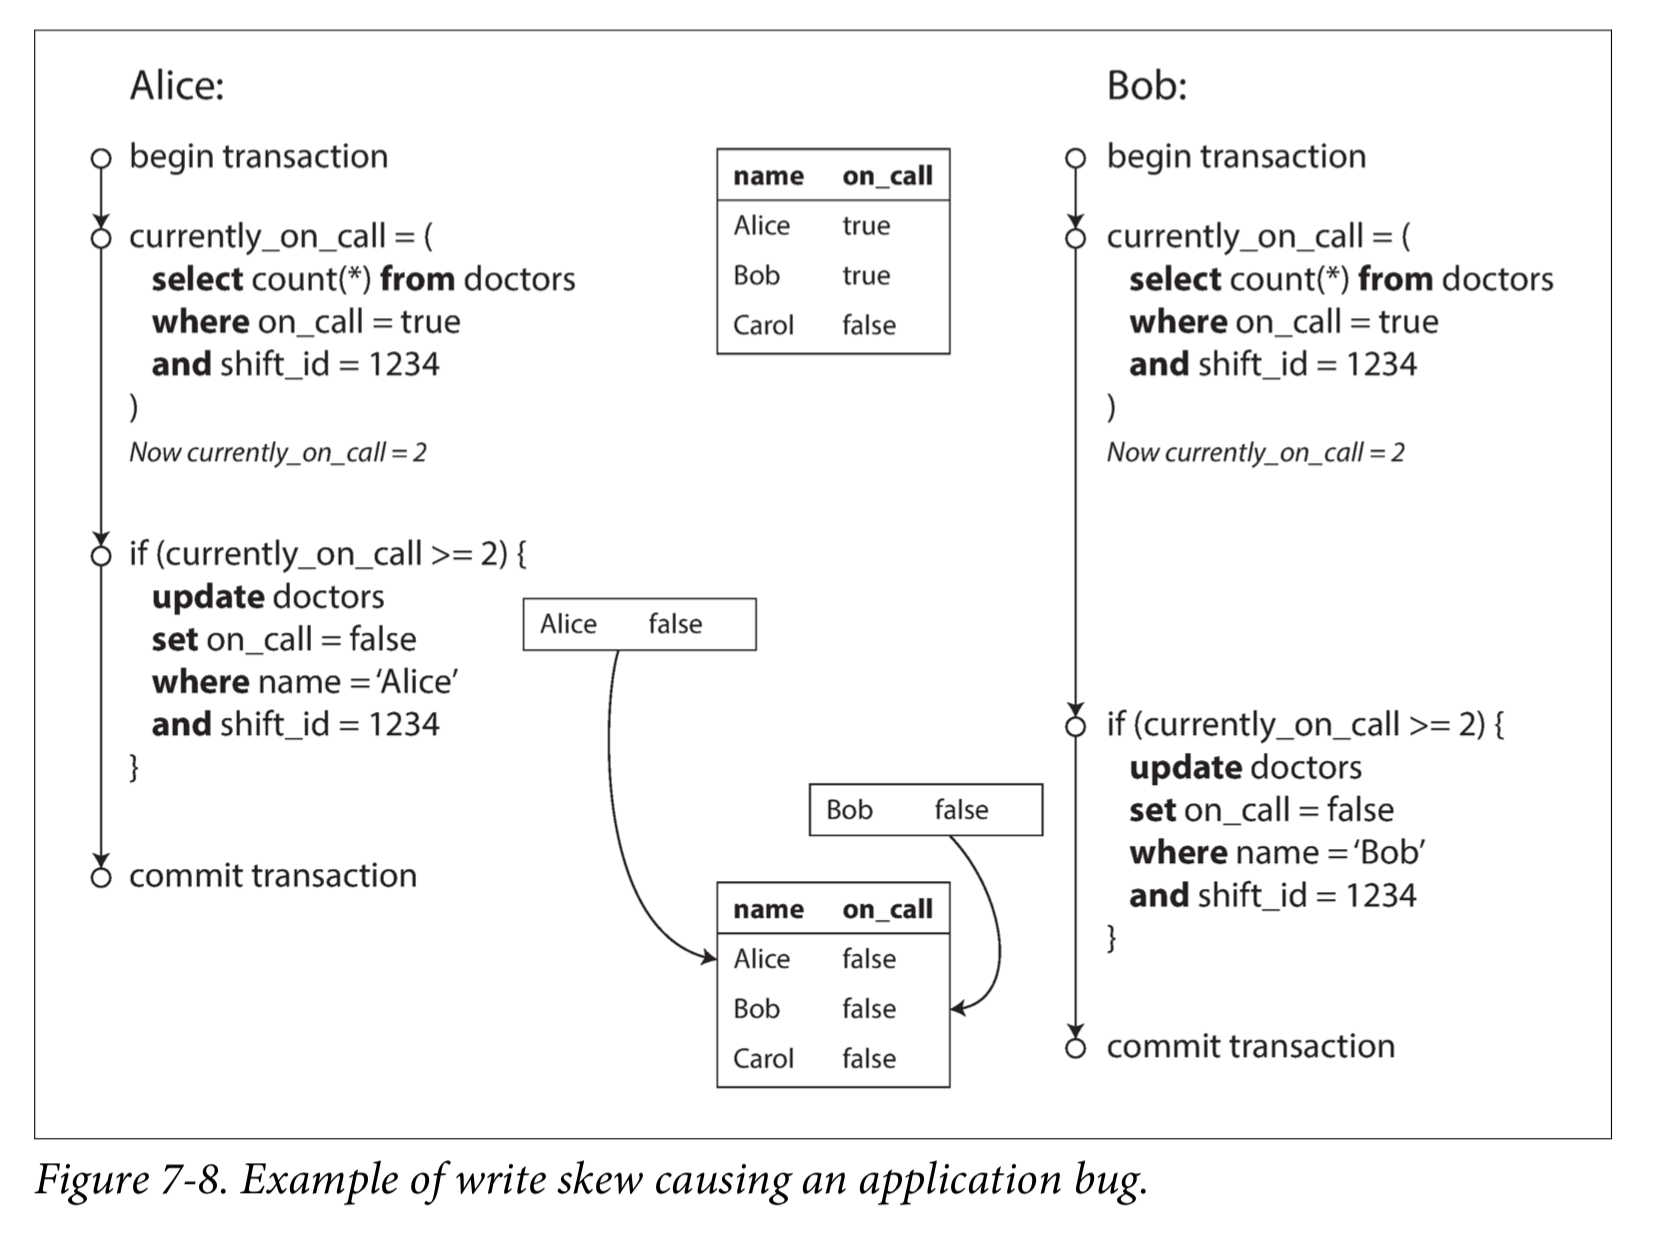 Alice:
begin transaction
currently_on_call = (
select count(*) from doctors
where on_call = true
and shift_id = 1234
)
Now currently_on_call = 2
if (currently_on_call >= 2) {
update doctors
set on_call = false
where name = ‘Alice’
and shift_id = 1234
}
commit transaction
name on_call
Alice true
Bob true
Carol false
Alice false
Bob false
name on_call
Alice false
Bob false
Carol false
Bob:
begin transaction
currently_on_call = (
select count(*) from doctors
where on_call = true
and shift_id = 1234
)
Now currently_on_call = 2
if (currently_on_call >= 2) {
update doctors
set on_call = false
where name = ‘Bob’
and shift_id = 1234
}
commit transaction
Figure 7-8. Example of write skew causing an application bug.